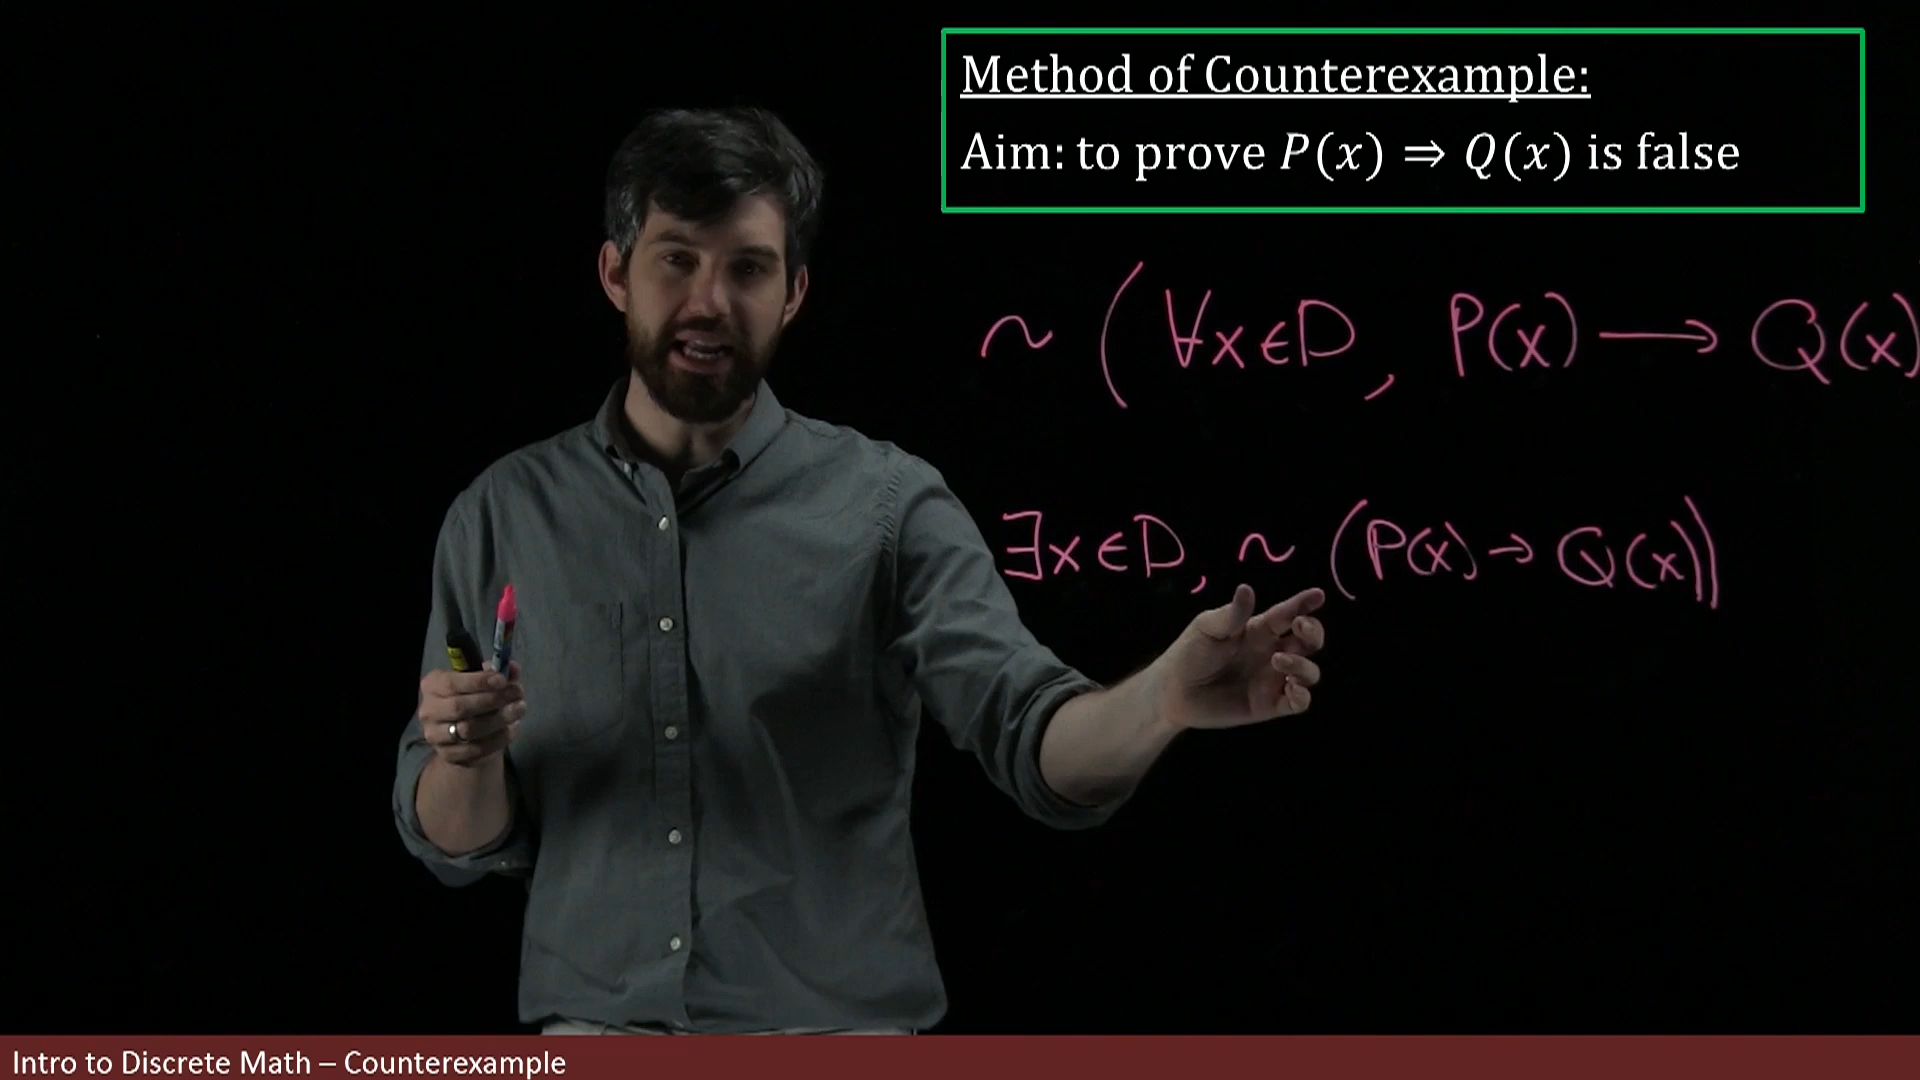 Method of Counterexample:
Aim: to prove P(x) ⇒ Q(x) is false
~ ( ∀x∈D, P(x) ⟶ Q(x)
∃x∈D, ~ (P(x) → Q(x))
Intro to Discrete Math – Counterexample